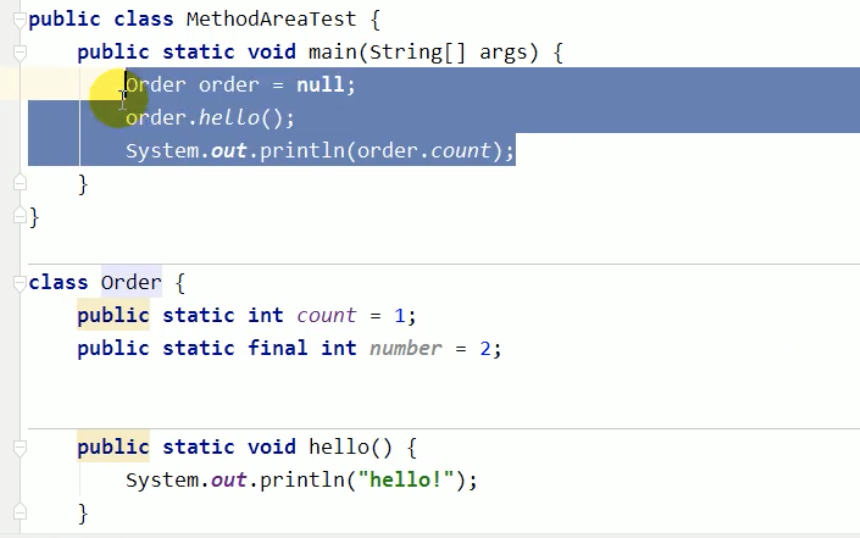 public class MethodAreaTest {
    public static void main(String[] args) {
        Order order = null;
        order.hello();
        System.out.println(order.count);
    }
}
class Order {
    public static int count = 1;
    public static final int number = 2;
    public static void hello() {
        System.out.println("hello!");
    }